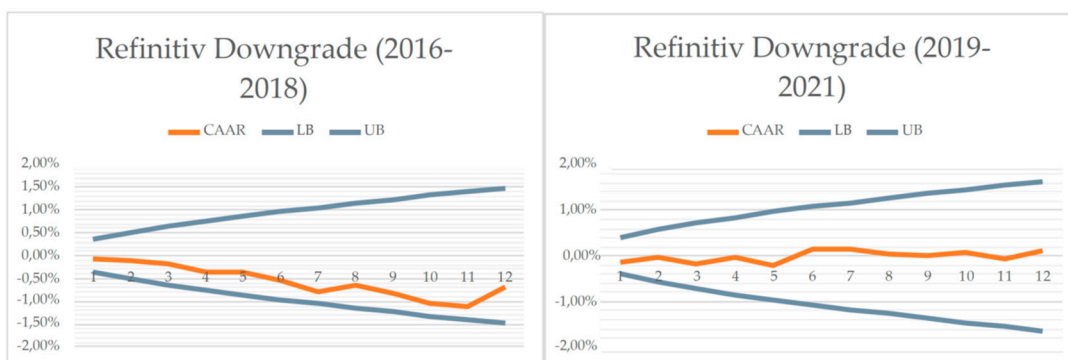 Refinitiv Downgrade (2016-
2018)
CAAR LB UB
2,00%
1,50%
1,00%
0,50%
0,00%
-0,50%
-1,00%
-1,50%
-2,00%
1 2 3 4 5 6 7 8 9 10 11 12
Refinitiv Downgrade (2019-
2021)
CAAR LB UB
2,00%
1,00%
0,00%
-1,00%
-2,00%
1 2 3 4 5 6 7 8 9 10 11 12